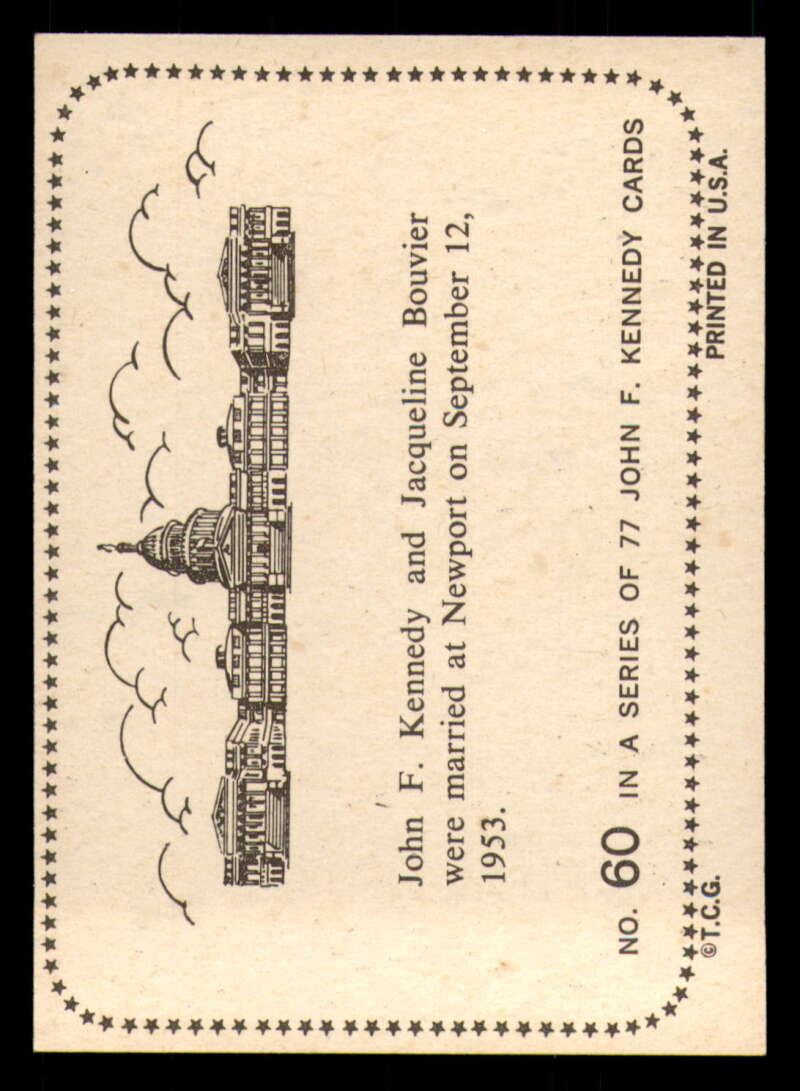 John F. Kennedy and Jacqueline Bouvier
were married at Newport on September 12,
1953.
NO. 60 IN A SERIES OF 77 JOHN F. KENNEDY CARDS
©T.C.G. PRINTED IN U.S.A.